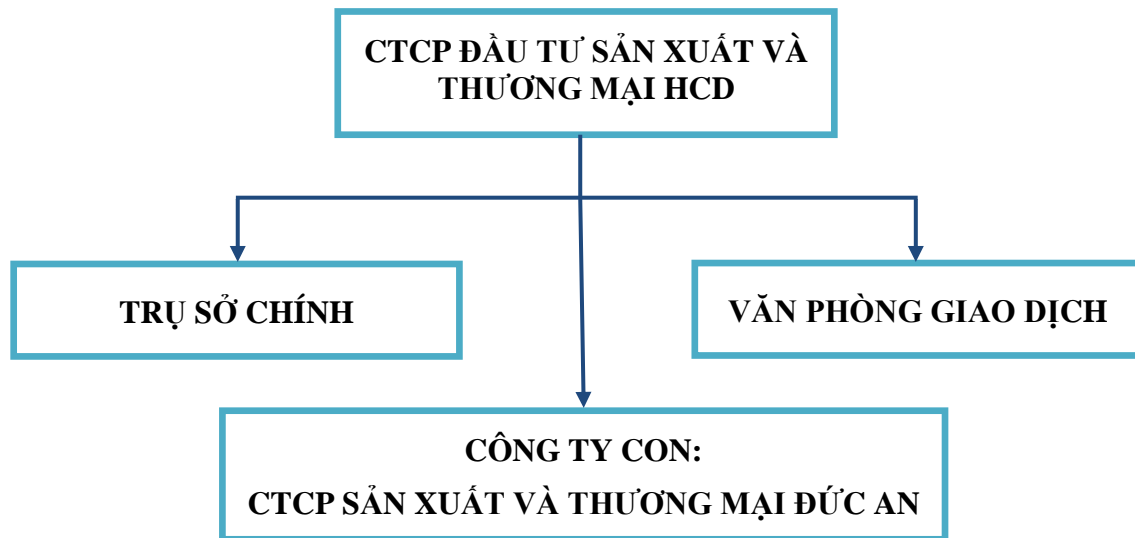 CTCP ĐẦU TƯ SẢN XUẤT VÀ
THƯƠNG MẠI HCD
TRỤ SỞ CHÍNH
VĂN PHÒNG GIAO DỊCH
CÔNG TY CON:
CTCP SẢN XUẤT VÀ THƯƠNG MẠI ĐỨC AN